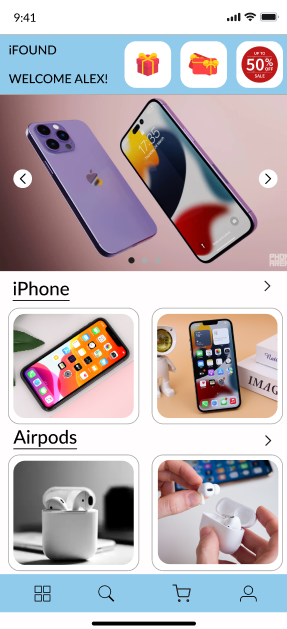 9:41
iFOUND
WELCOME ALEX!
UP TO
50% OFF
SALE
iPhone
Airpods